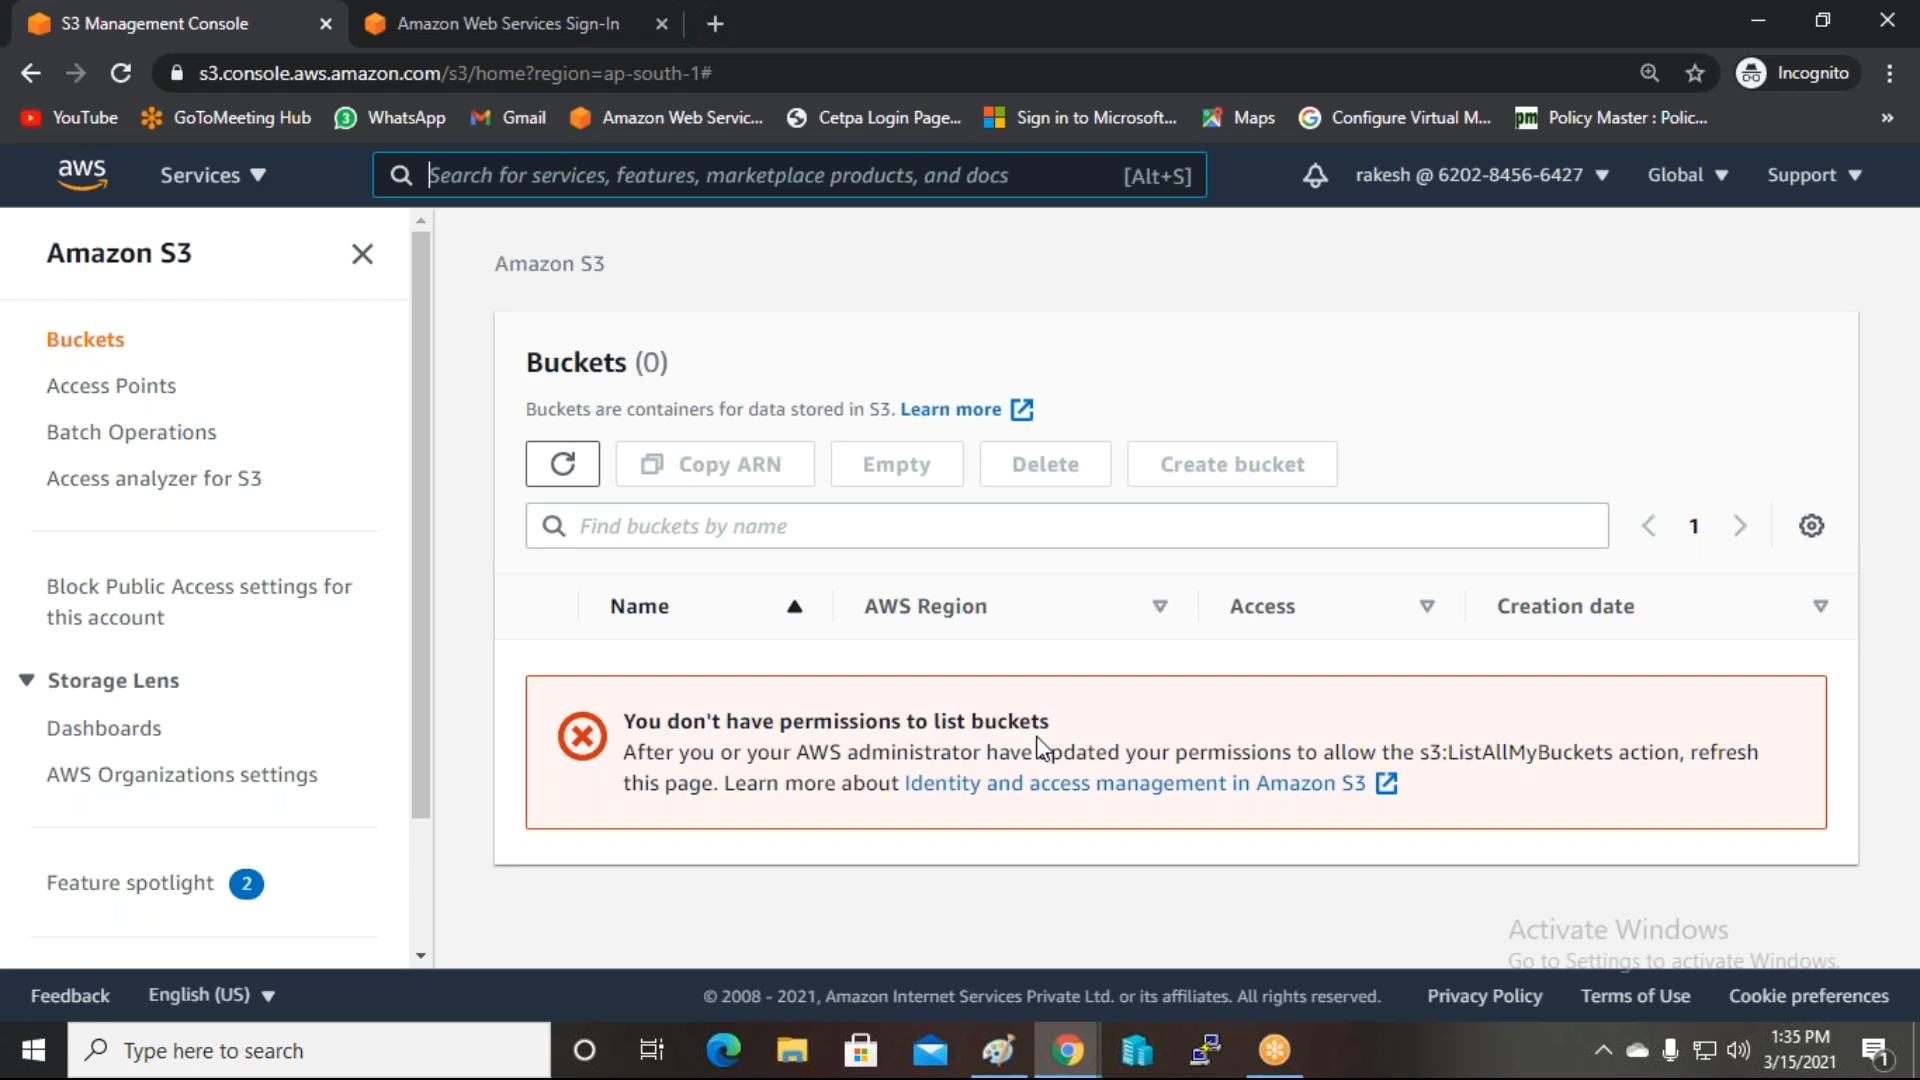 S3 Management Console
Amazon Web Services Sign-In
s3.console.aws.amazon.com/s3/home?region=ap-south-1#
Incognito
YouTube
GoToMeeting Hub
3
WhatsApp
Gmail
Amazon Web Servic...
Cetpa Login Page...
Sign in to Microsoft...
Maps
Configure Virtual M...
pm
Policy Master : Polic...
»
aws
Services
Search for services, features, marketplace products, and docs
[Alt+S]
rakesh @ 6202-8456-6427
Global
Support
Amazon S3
Buckets
Access Points
Batch Operations
Access analyzer for S3
Block Public Access settings for
this account
Storage Lens
Dashboards
AWS Organizations settings
Feature spotlight
2
Amazon S3
Buckets (0)
Buckets are containers for data stored in S3. Learn more
Copy ARN
Empty
Delete
Create bucket
Find buckets by name
1
Name
AWS Region
Access
Creation date
You don't have permissions to list buckets
After you or your AWS administrator have updated your permissions to allow the s3:ListAllMyBuckets action, refresh
this page. Learn more about Identity and access management in Amazon S3
Activate Windows
Go to Settings to activate Windows.
Feedback
English (US)
© 2008 - 2021, Amazon Internet Services Private Ltd. or its affiliates. All rights reserved.
Privacy Policy
Terms of Use
Cookie preferences
Type here to search
1:35 PM
3/15/2021
1